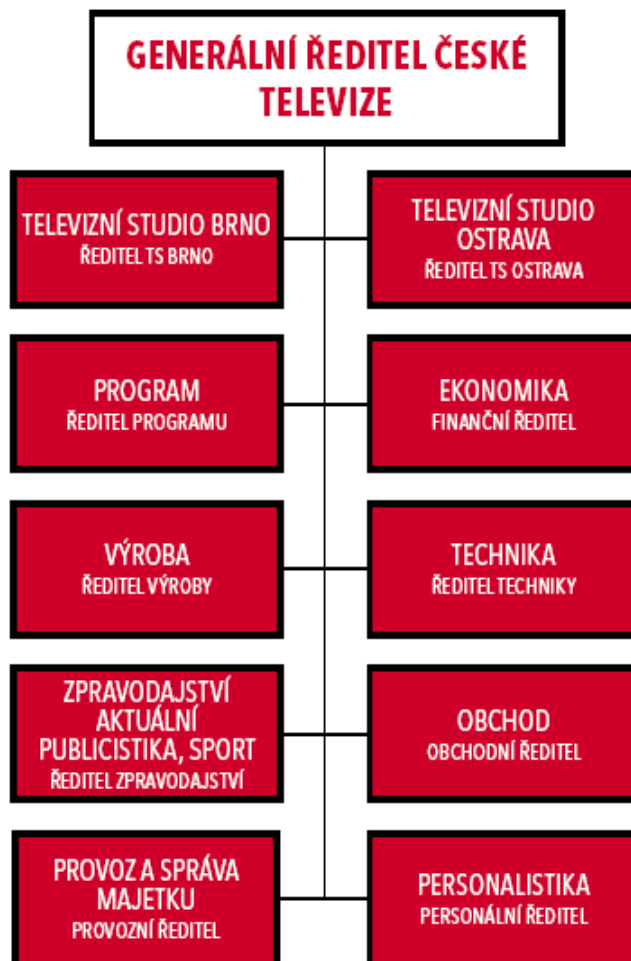 GENERÁLNÍ ŘEDITEL ČESKÉ
TELEVIZE
TELEVIZNÍ STUDIO BRNO
ŘEDITEL TS BRNO
TELEVIZNÍ STUDIO
OSTRAVA
ŘEDITEL TS OSTRAVA
PROGRAM
ŘEDITEL PROGRAMU
EKONOMIKA
FINANČNÍ ŘEDITEL
VÝROBA
ŘEDITEL VÝROBY
TECHNIKA
ŘEDITEL TECHNIKY
ZPRAVODAJSTVÍ
AKTUÁLNÍ
PUBLICISTIKA, SPORT
ŘEDITEL ZPRAVODAJSTVÍ
OBCHOD
OBCHODNÍ ŘEDITEL
PROVOZ A SPRÁVA
MAJETKU
PROVOZNÍ ŘEDITEL
PERSONALISTIKA
PERSONÁLNÍ ŘEDITEL